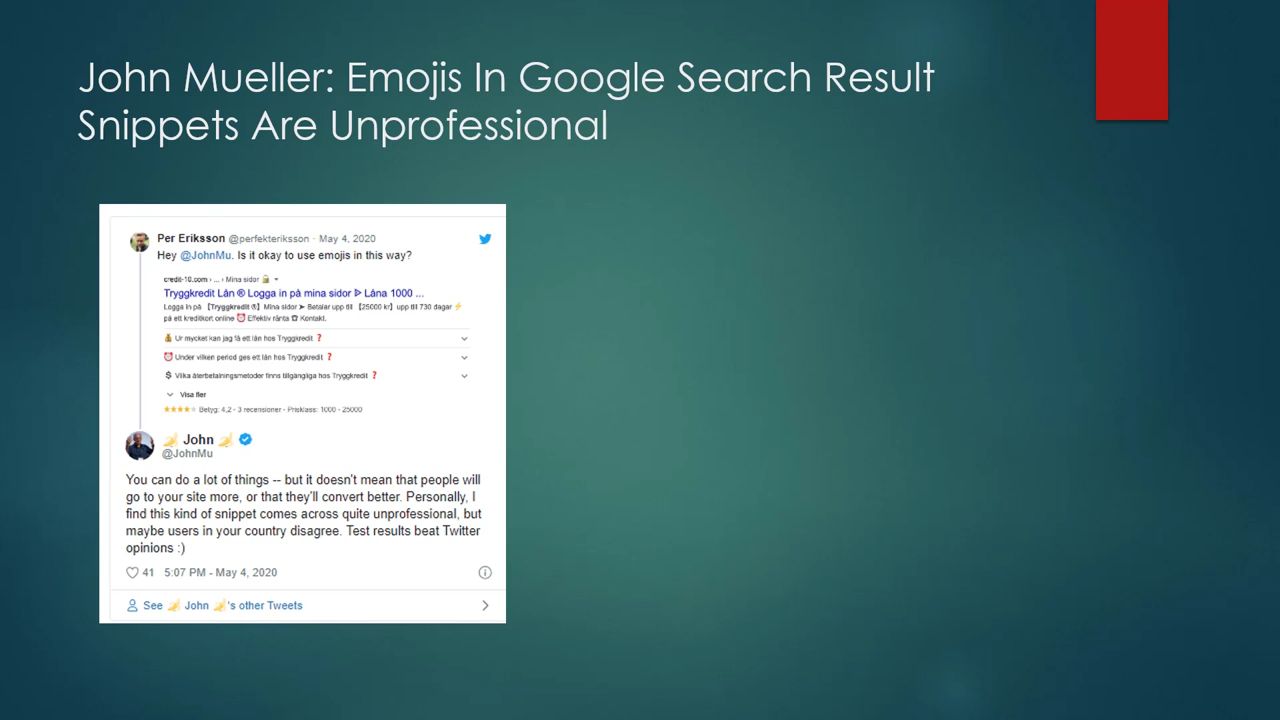 John Mueller: Emojis In Google Search Result
Snippets Are Unprofessional
Per Eriksson @perfekteriksson · May 4, 2020
Hey @JohnMu. Is it okay to use emojis in this way?
credit-10.com › ... › Mina sidor 🔒 ▾
Tryggkredit Lån ® Logga in på mina sidor ᐅ Låna 1000 ...
Logga in på 【Tryggkredit ®】 Mina sidor ➤ Betalar upp till 【25000 kr】 upp till 730 dagar ⚡
på ett kreditkort online ⏰ Effektiv ränta ☎ Kontakt.
💰 Ur mycket kan jag få ett lån hos Tryggkredit ❓
⏰ Under vilken period ges ett lån hos Tryggkredit ❓
💲 Vilka återbetalningsmetoder finns tillgängliga hos Tryggkredit ❓
Visa fler
★★★★★ Betyg: 4,2 - 3 recensioner - Prisklass: 1000 - 25000
🍌 John 🍌
@JohnMu
You can do a lot of things -- but it doesn't mean that people will
go to your site more, or that they'll convert better. Personally, I
find this kind of snippet comes across quite unprofessional, but
maybe users in your country disagree. Test results beat Twitter
opinions :)
41 5:07 PM - May 4, 2020
See 🍌 John 🍌's other Tweets